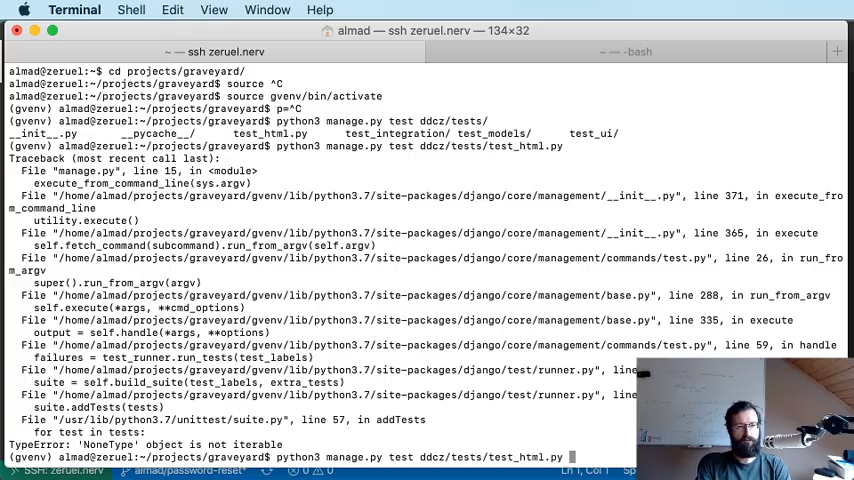 Terminal Shell Edit View Window Help
almad — ssh zeruel.nerv — 134×32
~ — ssh zeruel.nerv
~ — -bash
almad@zeruel:~$ cd projects/graveyard/
almad@zeruel:~/projects/graveyard$ source ^C
almad@zeruel:~/projects/graveyard$ source gvenv/bin/activate
(gvenv) almad@zeruel:~/projects/graveyard$ p=^C
(gvenv) almad@zeruel:~/projects/graveyard$ python3 manage.py test ddcz/tests/
__init__.py __pycache__/ test_html.py test_integration/ test_models/ test_ui/
(gvenv) almad@zeruel:~/projects/graveyard$ python3 manage.py test ddcz/tests/test_html.py
Traceback (most recent call last):
File "manage.py", line 15, in <module>
execute_from_command_line(sys.argv)
File "/home/almad/projects/graveyard/gvenv/lib/python3.7/site-packages/django/core/management/__init__.py", line 371, in execute_fro
m_command_line
utility.execute()
File "/home/almad/projects/graveyard/gvenv/lib/python3.7/site-packages/django/core/management/__init__.py", line 365, in execute
self.fetch_command(subcommand).run_from_argv(self.argv)
File "/home/almad/projects/graveyard/gvenv/lib/python3.7/site-packages/django/core/management/commands/test.py", line 26, in run_fro
m_argv
super().run_from_argv(argv)
File "/home/almad/projects/graveyard/gvenv/lib/python3.7/site-packages/django/core/management/base.py", line 288, in run_from_argv
self.execute(*args, **cmd_options)
File "/home/almad/projects/graveyard/gvenv/lib/python3.7/site-packages/django/core/management/base.py", line 335, in execute
output = self.handle(*args, **options)
File "/home/almad/projects/graveyard/gvenv/lib/python3.7/site-packages/django/core/management/commands/test.py", line 59, in handle
failures = test_runner.run_tests(test_labels)
File "/home/almad/projects/graveyard/gvenv/lib/python3.7/site-packages/django/test/runner.py", lin
suite = self.build_suite(test_labels, extra_tests)
File "/home/almad/projects/graveyard/gvenv/lib/python3.7/site-packages/django/test/runner.py", lin
suite.addTests(tests)
File "/usr/lib/python3.7/unittest/suite.py", line 57, in addTests
for test in tests:
TypeError: 'NoneType' object is not iterable
(gvenv) almad@zeruel:~/projects/graveyard$ python3 manage.py test ddcz/tests/test_html.py
SSH: zeruel.nerv almad/password-reset* 0 0 Ln 1, Col 1